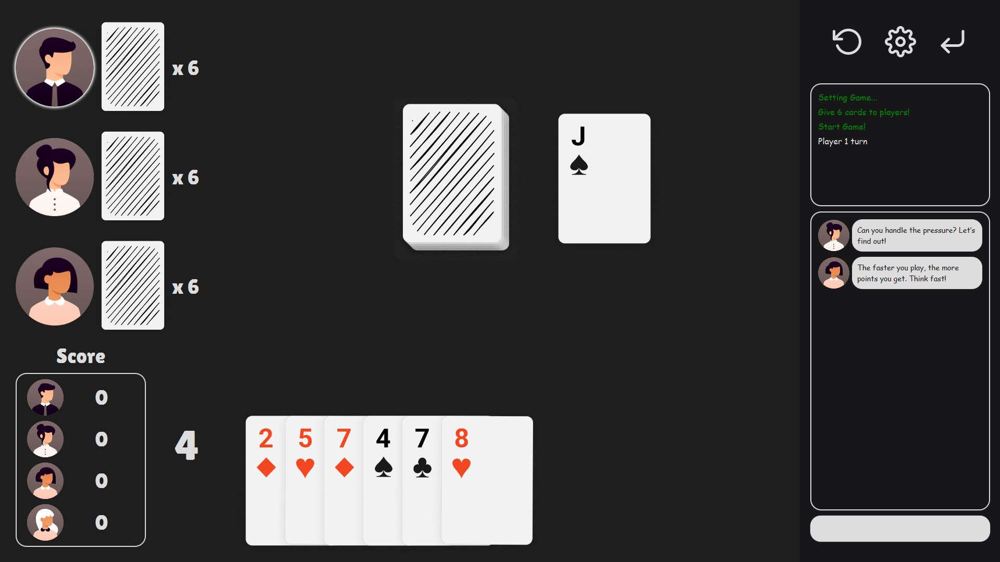 x 6
x 6
x 6
J
Score
0
0
0
0
4
2
5
7
4
7
8
Setting Game...
Give 6 cards to players!
Start Game!
Player 1 turn
Can you handle the pressure? Let's
find out!
The faster you play, the more
points you get. Think fast!